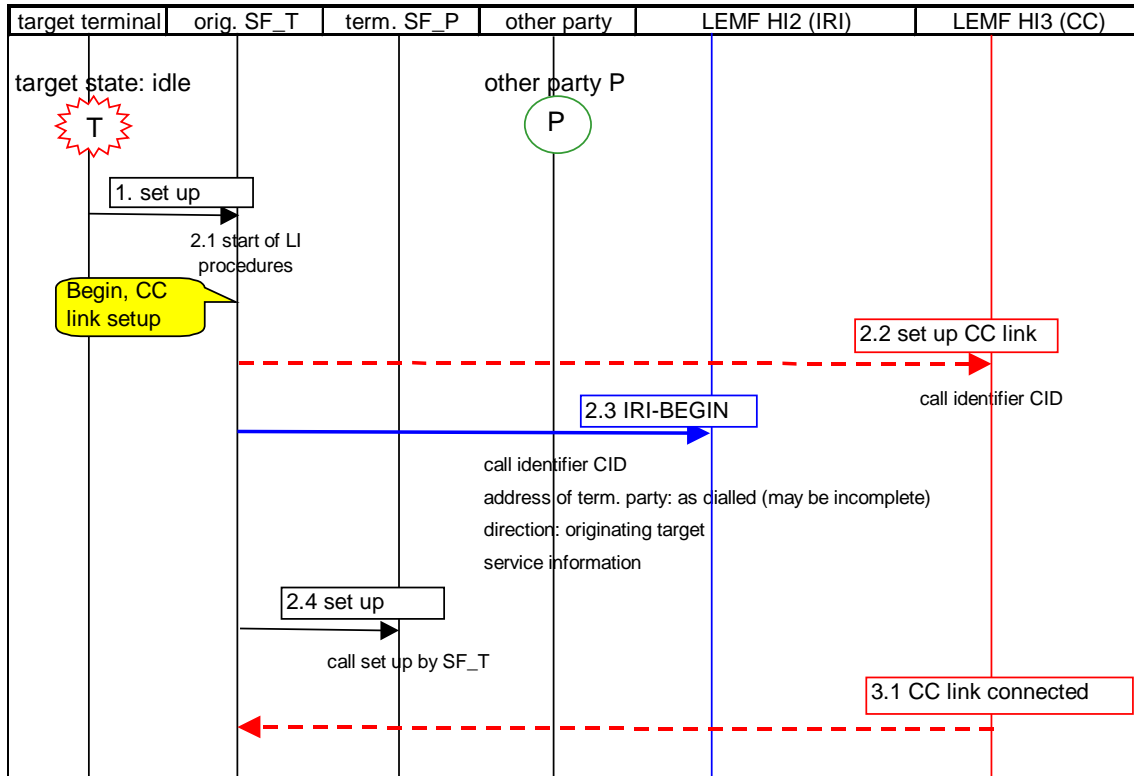 target terminal orig. SF_T term. SF_P other party LEMF HI2 (IRI) LEMF HI3 (CC)
target state: idle
other party P
T
P
1. set up
2.1 start of LI
procedures
Begin, CC
link setup
2.2 set up CC link
call identifier CID
2.3 IRI-BEGIN
call identifier CID
address of term. party: as dialled (may be incomplete)
direction: originating target
service information
2.4 set up
call set up by SF_T
3.1 CC link connected